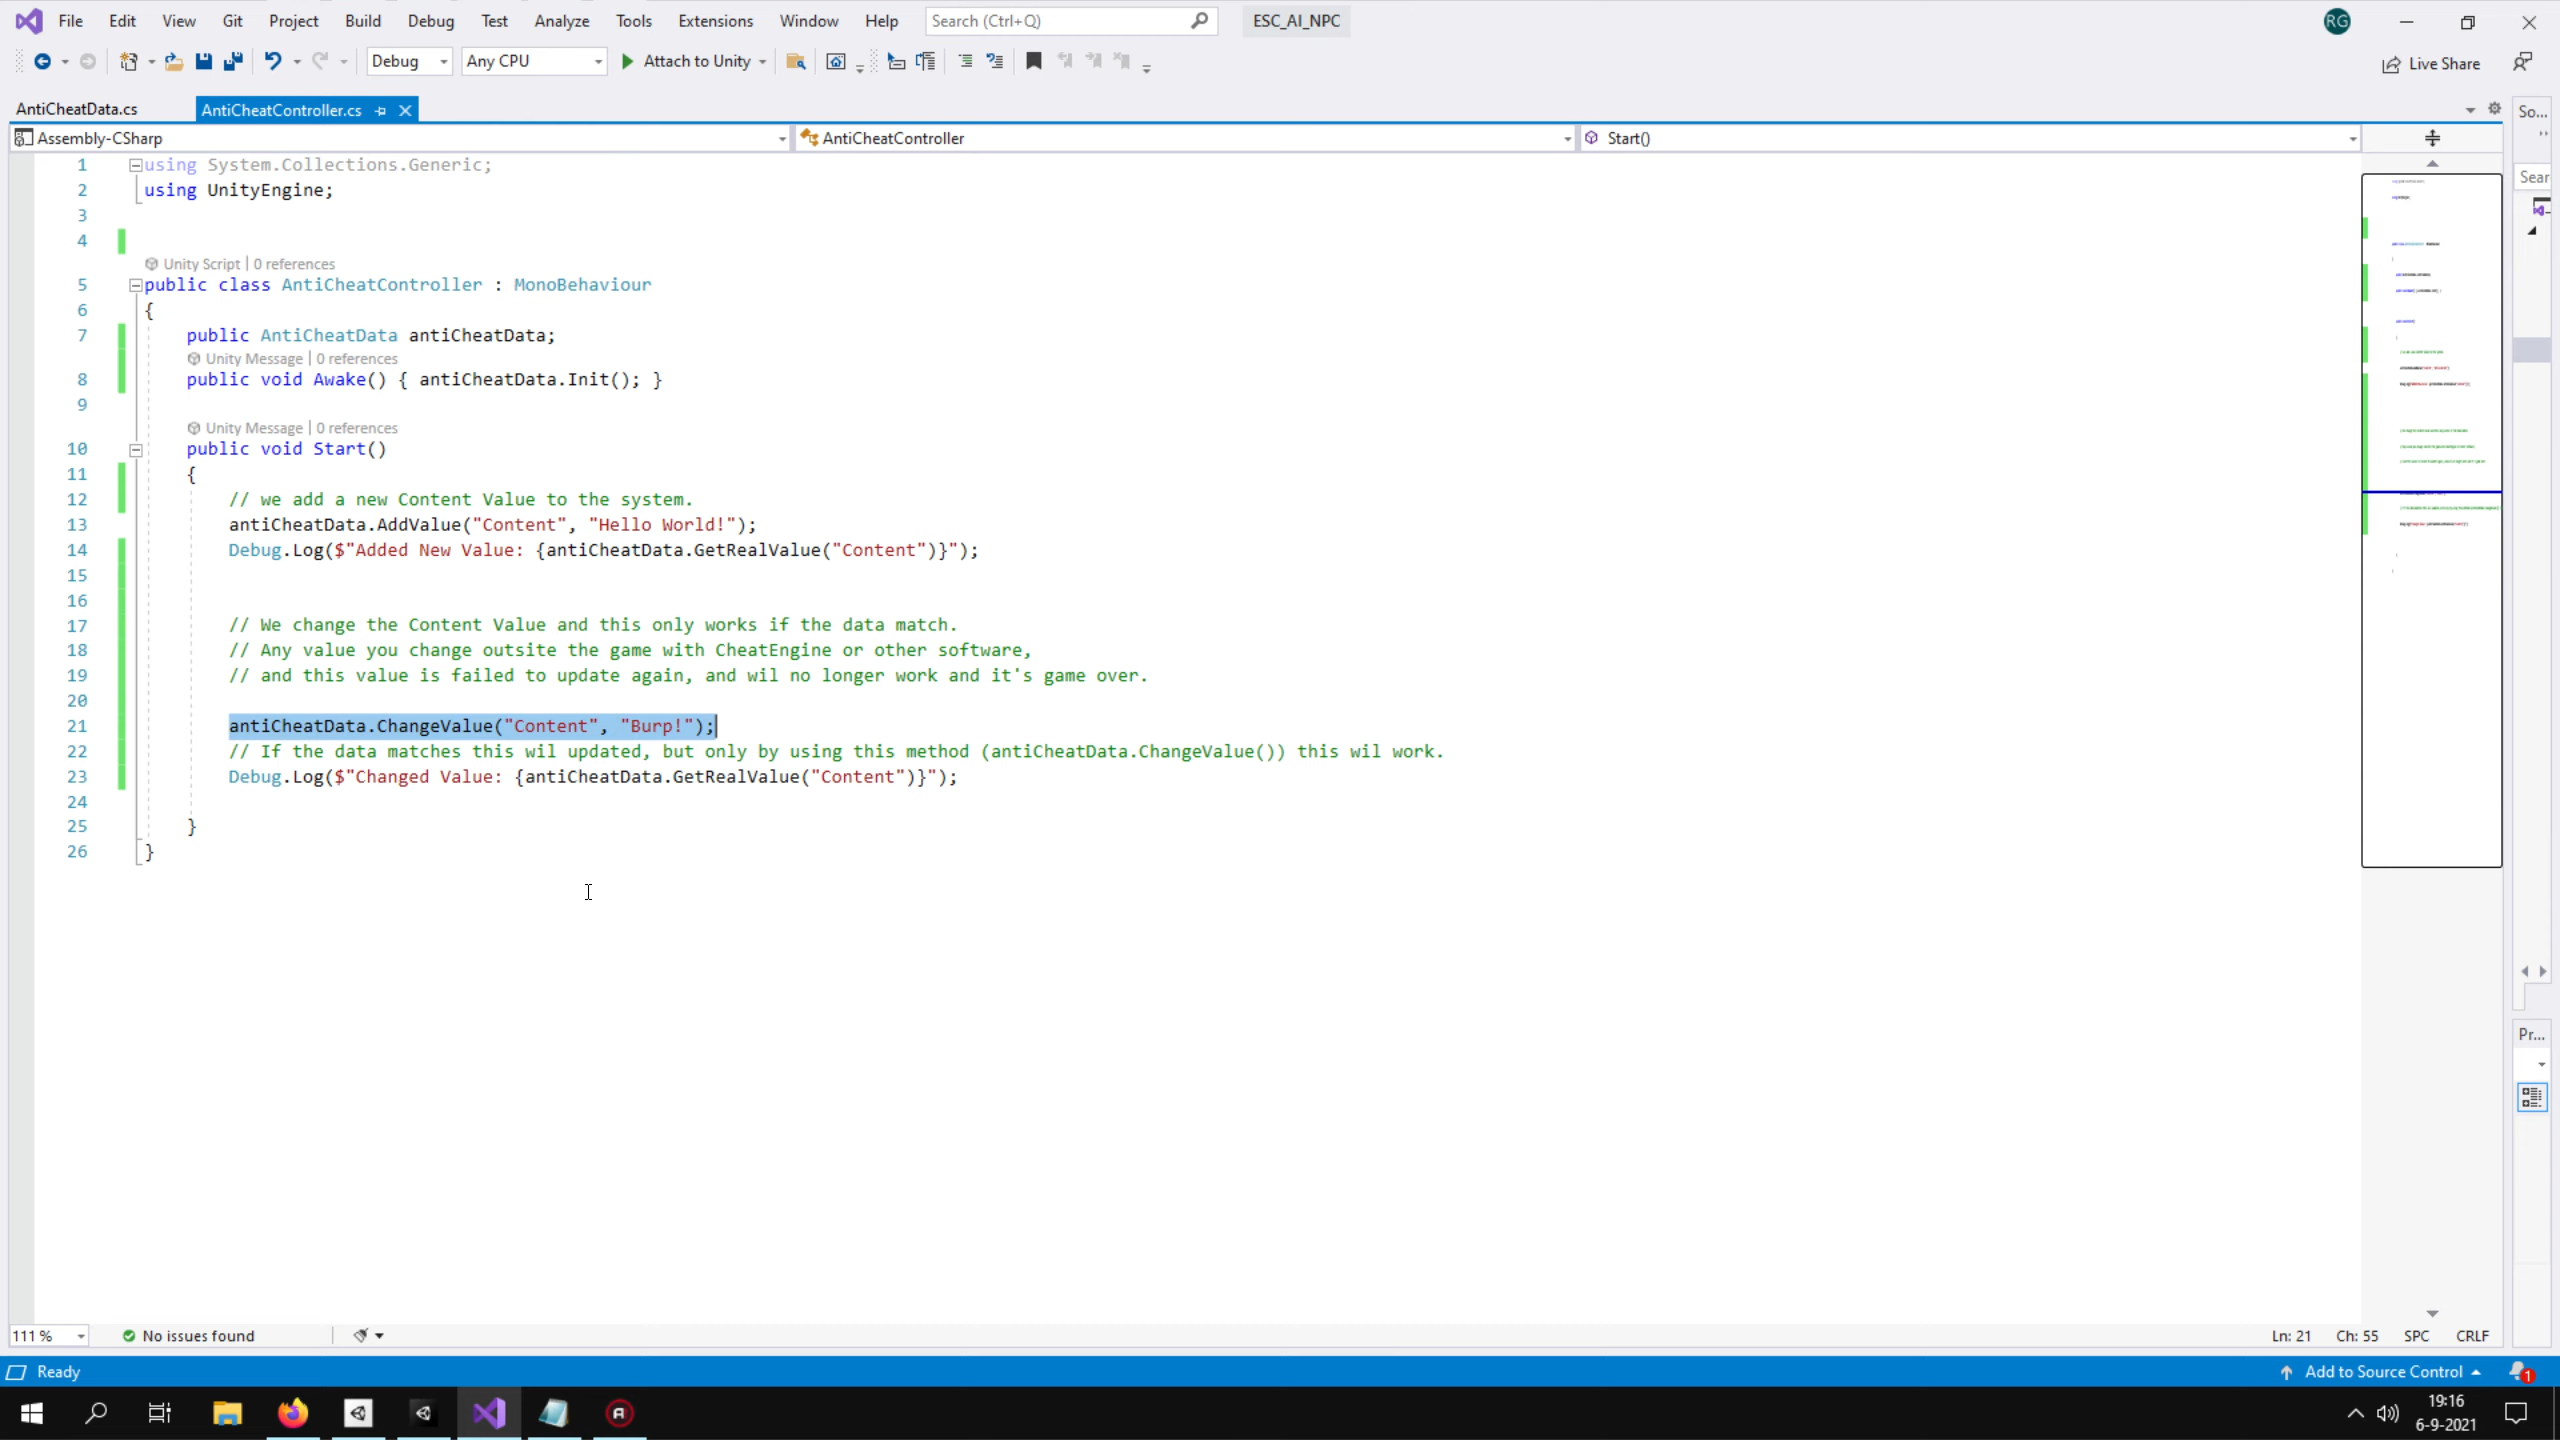 File Edit View Git Project Build Debug Test Analyze Tools Extensions Window Help Search (Ctrl+Q) ESC_AI_NPC RG
Debug Any CPU Attach to Unity Live Share
AntiCheatData.cs AntiCheatController.cs So...
Assembly-CSharp AntiCheatController Start()
1 using System.Collections.Generic;
2 using UnityEngine;
3
4
Unity Script | 0 references
5 public class AntiCheatController : MonoBehaviour
6 {
7 public AntiCheatData antiCheatData;
Unity Message | 0 references
8 public void Awake() { antiCheatData.Init(); }
9
Unity Message | 0 references
10 public void Start()
11 {
12 // we add a new Content Value to the system.
13 antiCheatData.AddValue("Content", "Hello World!");
14 Debug.Log($"Added New Value: {antiCheatData.GetRealValue("Content")}");
15
16
17 // We change the Content Value and this only works if the data match.
18 // Any value you change outsite the game with CheatEngine or other software,
19 // and this value is failed to update again, and wil no longer work and it's game over.
20
21 antiCheatData.ChangeValue("Content", "Burp!");
22 // If the data matches this wil updated, but only by using this method (antiCheatData.ChangeValue()) this wil work.
23 Debug.Log($"Changed Value: {antiCheatData.GetRealValue("Content")}");
24
25 }
26 }
Sear
Pr...
111 % No issues found Ln: 21 Ch: 55 SPC CRLF
Ready Add to Source Control 1
19:16
6-9-2021